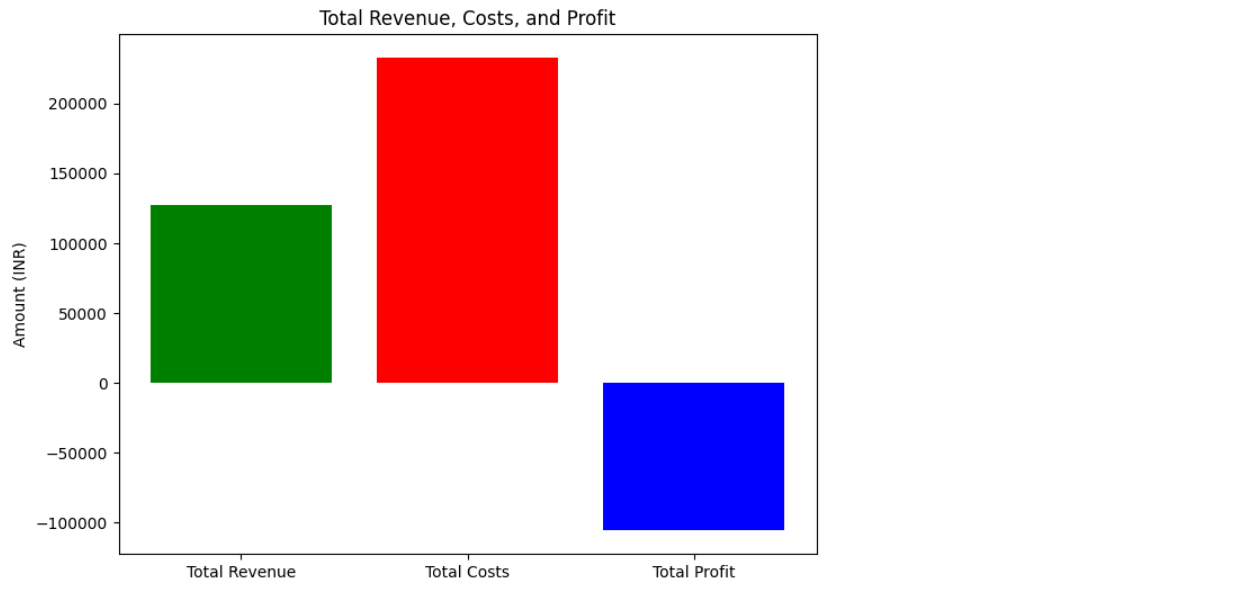 Total Revenue, Costs, and Profit
Amount (INR)
200000
150000
100000
50000
0
−50000
−100000
Total Revenue
Total Costs
Total Profit